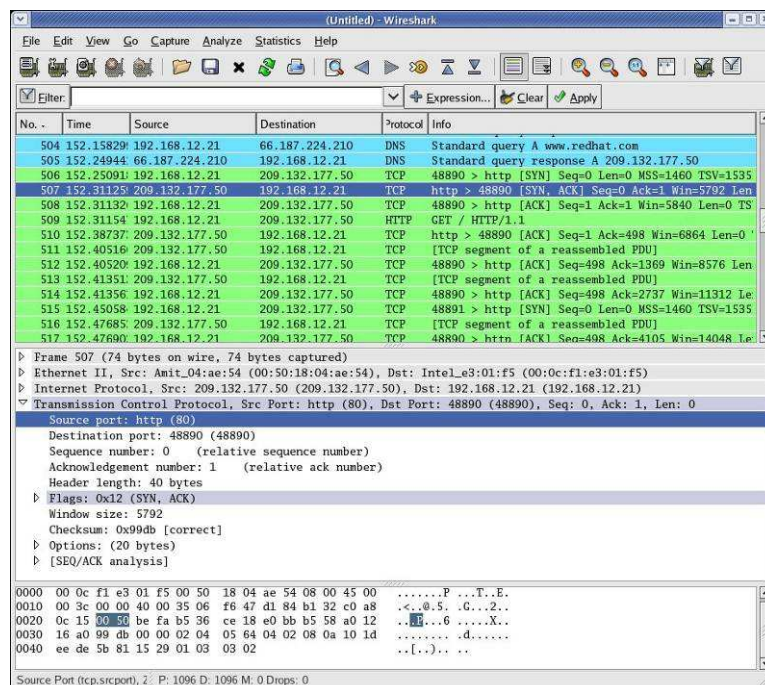 (Untitled) - Wireshark
File Edit View Go Capture Analyze Statistics Help
Filter: Expression... Clear Apply
No. - Time Source Destination Protocol Info
504 152.15829 192.168.12.21 66.187.224.210 DNS Standard query A www.redhat.com
505 152.24944 66.187.224.210 192.168.12.21 DNS Standard query response A 209.132.177.50
506 152.25091 192.168.12.21 209.132.177.50 TCP 48890 > http [SYN] Seq=0 Len=0 MSS=1460 TSV=1535
507 152.31125 209.132.177.50 192.168.12.21 TCP http > 48890 [SYN, ACK] Seq=0 Ack=1 Win=5792 Len
508 152.31132 192.168.12.21 209.132.177.50 TCP 48890 > http [ACK] Seq=1 Ack=1 Win=5840 Len=0 TS
509 152.31154 192.168.12.21 209.132.177.50 HTTP GET / HTTP/1.1
510 152.38737 209.132.177.50 192.168.12.21 TCP http > 48890 [ACK] Seq=1 Ack=498 Win=6864 Len=0
511 152.40516 209.132.177.50 192.168.12.21 TCP [TCP segment of a reassembled PDU]
512 152.40520 192.168.12.21 209.132.177.50 TCP 48890 > http [ACK] Seq=498 Ack=1369 Win=8576 Len
513 152.41351 209.132.177.50 192.168.12.21 TCP [TCP segment of a reassembled PDU]
514 152.41356 192.168.12.21 209.132.177.50 TCP 48890 > http [ACK] Seq=498 Ack=2737 Win=11312 Le
515 152.45058 192.168.12.21 209.132.177.50 TCP 48891 > http [SYN] Seq=0 Len=0 MSS=1460 TSV=1535
516 152.47685 209.132.177.50 192.168.12.21 TCP [TCP segment of a reassembled PDU]
517 152.47690 192.168.12.21 209.132.177.50 TCP 48890 > http [ACK] Seq=498 Ack=4105 Win=14048 Le
Frame 507 (74 bytes on wire, 74 bytes captured)
Ethernet II, Src: Amit_04:ae:54 (00:50:18:04:ae:54), Dst: Intel_e3:01:f5 (00:0c:f1:e3:01:f5)
Internet Protocol, Src: 209.132.177.50 (209.132.177.50), Dst: 192.168.12.21 (192.168.12.21)
Transmission Control Protocol, Src Port: http (80), Dst Port: 48890 (48890), Seq: 0, Ack: 1, Len: 0
Source port: http (80)
Destination port: 48890 (48890)
Sequence number: 0 (relative sequence number)
Acknowledgement number: 1 (relative ack number)
Header length: 40 bytes
Flags: 0x12 (SYN, ACK)
Window size: 5792
Checksum: 0x99db [correct]
Options: (20 bytes)
[SEQ/ACK analysis]
0000 00 0c f1 e3 01 f5 00 50 18 04 ae 54 08 00 45 00 .......P ...T..E.
0010 00 3c 00 00 40 00 35 06 f6 47 d1 84 b1 32 c0 a8 .<..@.5. .G...2..
0020 0c 15 00 50 be fa b5 36 ce 18 e0 bb b5 58 a0 12 ...P...6 .....X..
0030 16 a0 99 db 00 00 02 04 05 64 04 02 08 0a 10 1d ........ .d......
0040 ee de 5b 81 15 29 01 03 03 02 ..[..).. ..
Source Port (tcp.srcport), 2 P: 1096 D: 1096 M: 0 Drops: 0